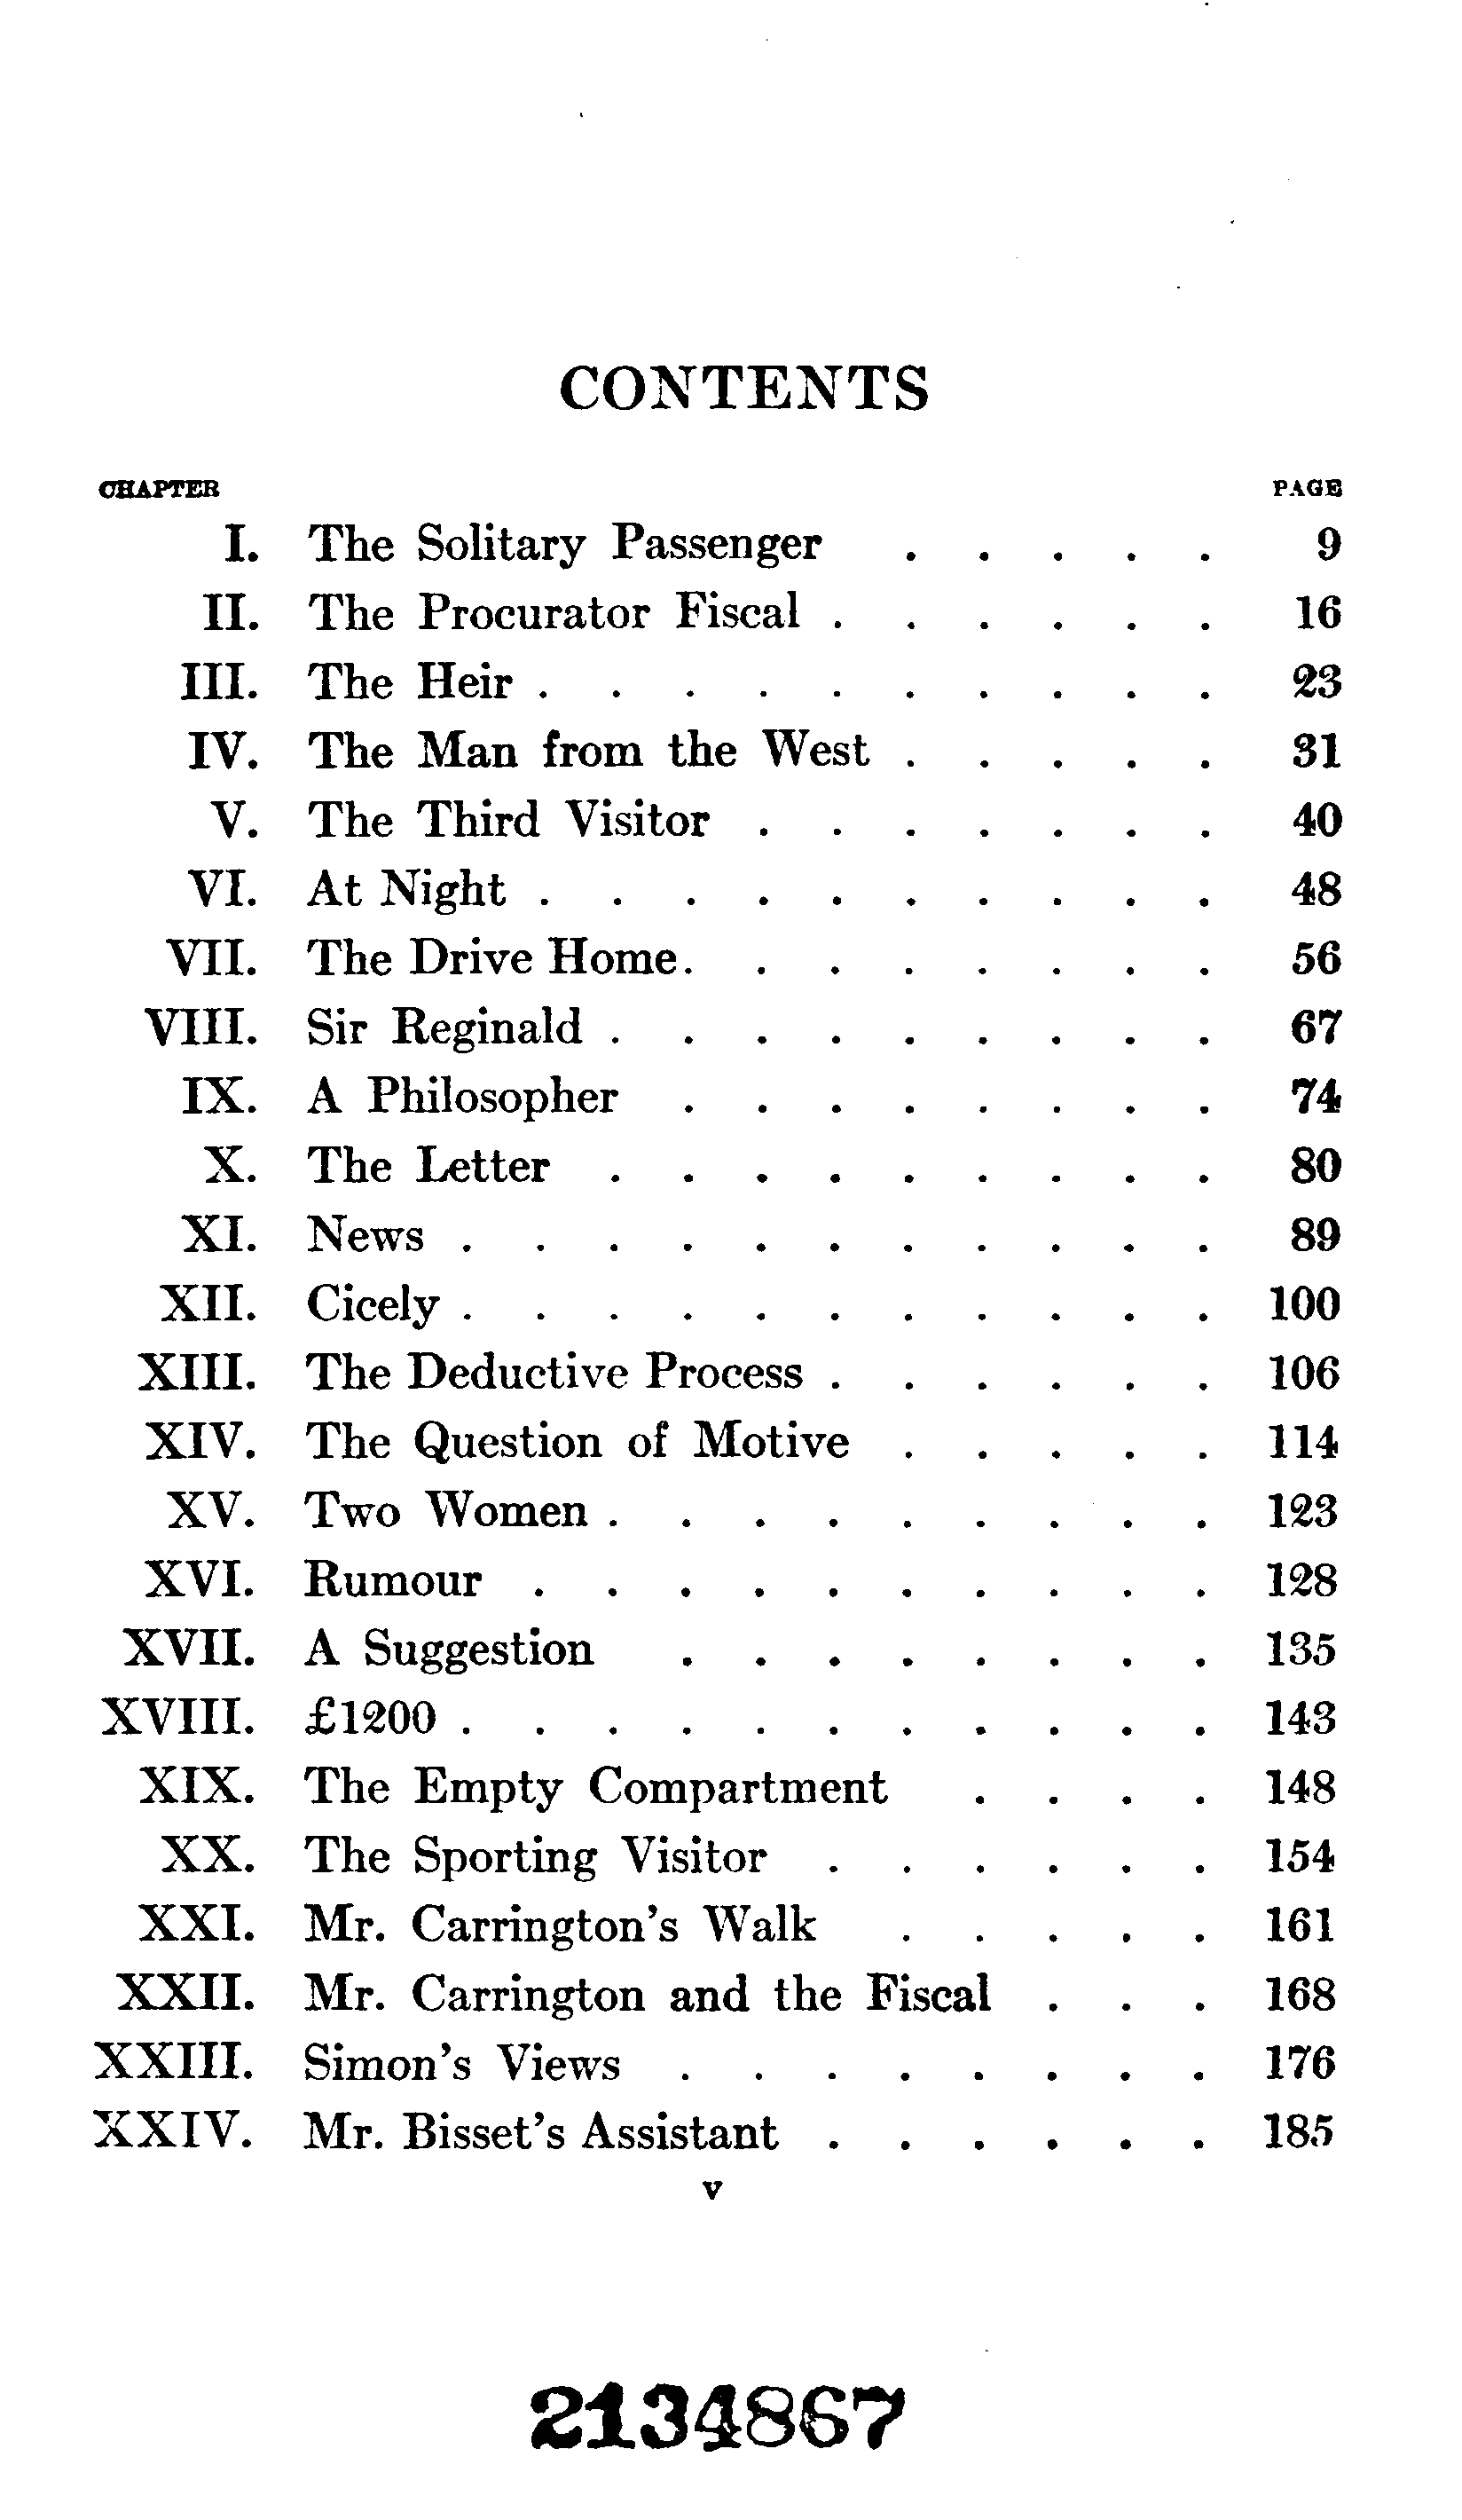 CONTENTS
CHAPTER PAGE
I. The Solitary Passenger . . . . . 9
II. The Procurator Fiscal . . . . . . 16
III. The Heir . . . . . . . . . . 23
IV. The Man from the West . . . . . 31
V. The Third Visitor . . . . . . . 40
VI. At Night . . . . . . . . . . 48
VII. The Drive Home . . . . . . . . 56
VIII. Sir Reginald . . . . . . . . . 67
IX. A Philosopher . . . . . . . . 74
X. The Letter . . . . . . . . . 80
XI. News . . . . . . . . . . . 89
XII. Cicely . . . . . . . . . . . 100
XIII. The Deductive Process . . . . . . 106
XIV. The Question of Motive . . . . . 114
XV. Two Women . . . . . . . . . 123
XVI. Rumour . . . . . . . . . . 128
XVII. A Suggestion . . . . . . . . 135
XVIII. £1200 . . . . . . . . . . . 143
XIX. The Empty Compartment . . . . 148
XX. The Sporting Visitor . . . . . . 154
XXI. Mr. Carrington's Walk . . . . . 161
XXII. Mr. Carrington and the Fiscal . . . 168
XXIII. Simon's Views . . . . . . . . 176
XXIV. Mr. Bisset's Assistant . . . . . . 185
v
2134867